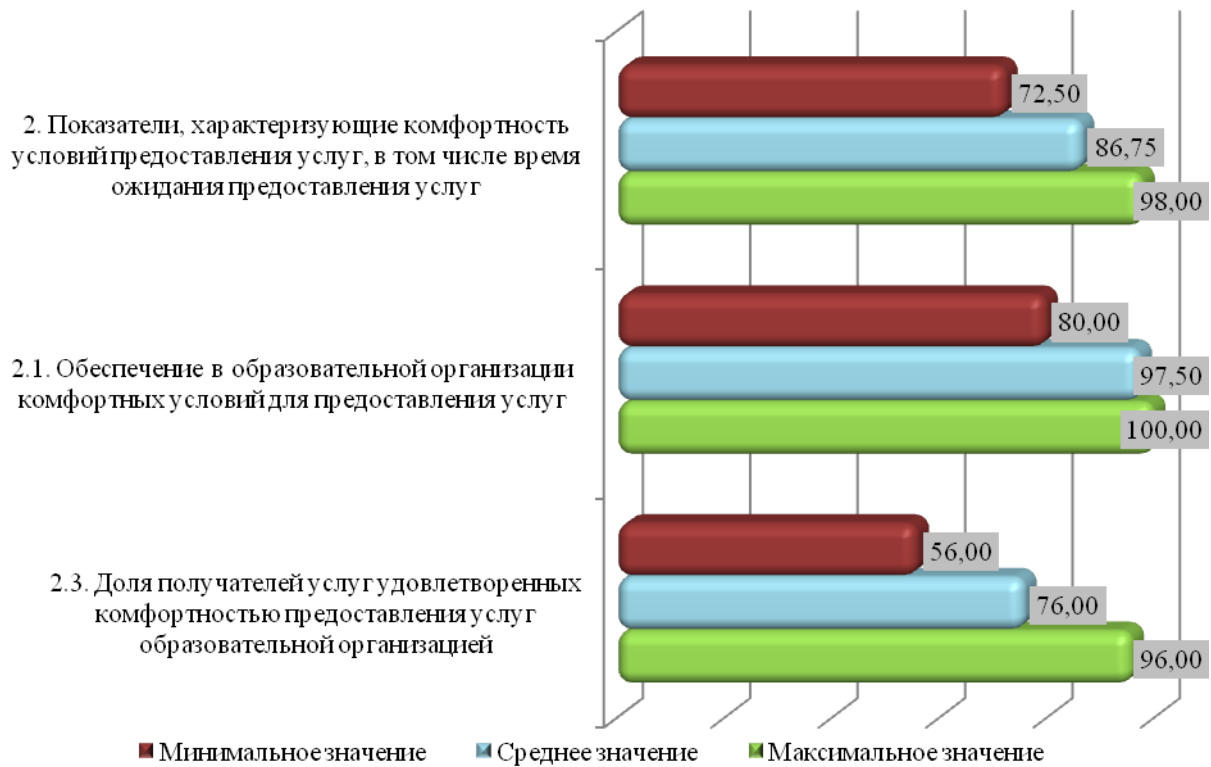 72,50
2. Показатели, характеризующие комфортность
условий предоставления услуг, в том числе время
ожидания предоставления услуг
86,75
98,00
80,00
2.1. Обеспечение в образовательной организации
комфортных условий для предоставления услуг
97,50
100,00
56,00
2.3. Доля получателей услуг удовлетворенных
комфортностью предоставления услуг
образовательной организацией
76,00
96,00
Минимальное значение Среднее значение Максимальное значение